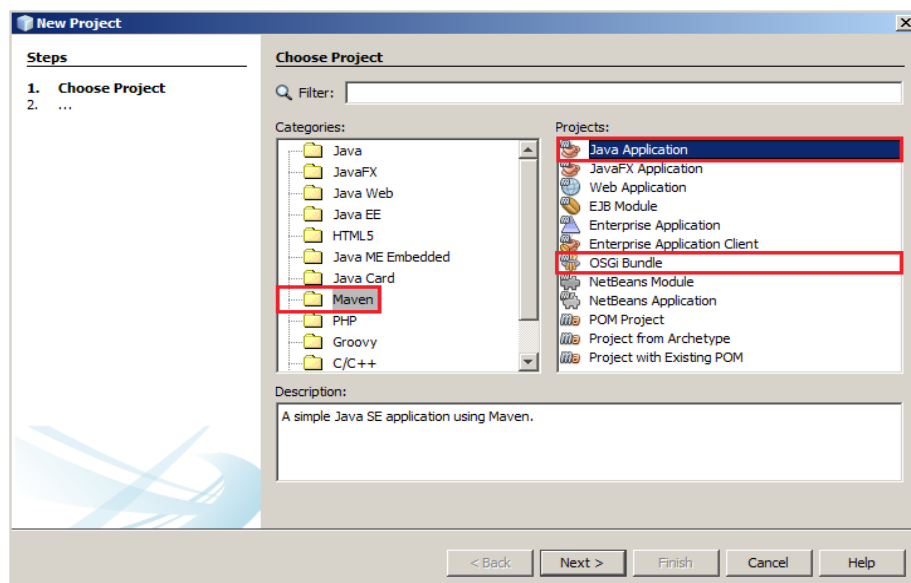 New Project
Steps
1. Choose Project
2. ...
Choose Project
Filter:
Categories:
Java
JavaFX
Java Web
Java EE
HTML5
Java ME Embedded
Java Card
Maven
PHP
Groovy
C/C++
Projects:
Java Application
JavaFX Application
Web Application
EJB Module
Enterprise Application
Enterprise Application Client
OSGi Bundle
NetBeans Module
NetBeans Application
POM Project
Project from Archetype
Project with Existing POM
Description:
A simple Java SE application using Maven.
< Back
Next >
Finish
Cancel
Help